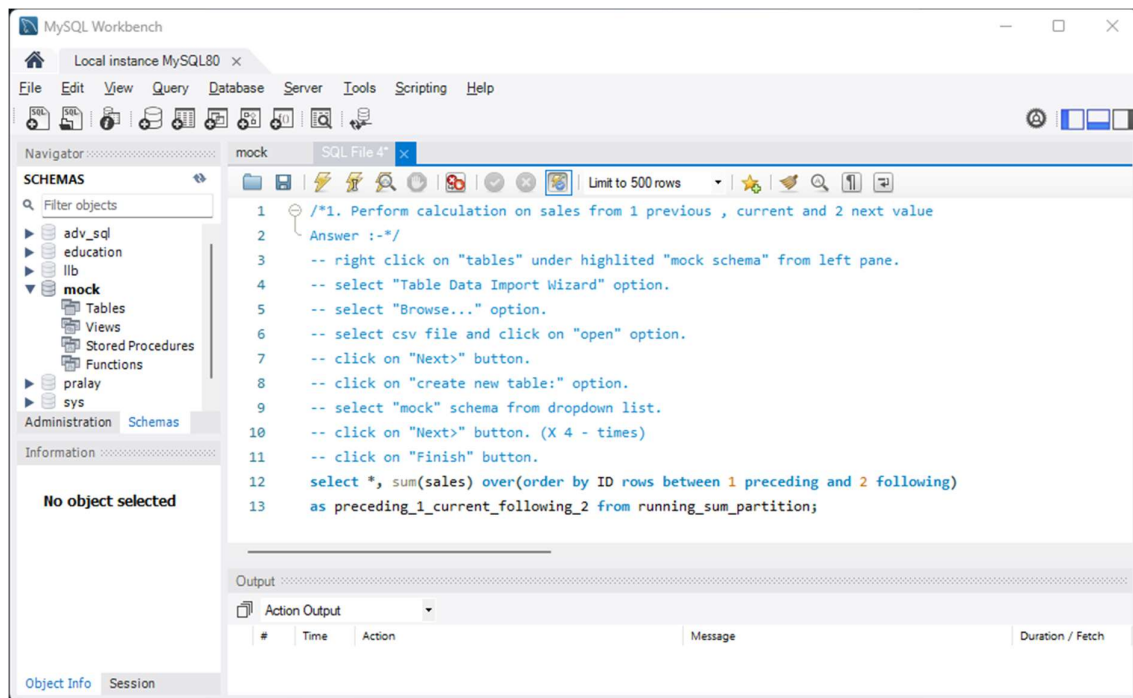 MySQL Workbench
Local instance MySQL80
File Edit View Query Database Server Tools Scripting Help
Navigator
SCHEMAS
Filter objects
adv_sql
education
llb
mock
Tables
Views
Stored Procedures
Functions
pralay
sys
Administration Schemas
Information
No object selected
Object Info Session
mock SQL File 4*
Limit to 500 rows
1 /*1. Perform calculation on sales from 1 previous , current and 2 next value
2 Answer :-*/
3 -- right click on "tables" under highlited "mock schema" from left pane.
4 -- select "Table Data Import Wizard" option.
5 -- select "Browse..." option.
6 -- select csv file and click on "open" option.
7 -- click on "Next>" button.
8 -- click on "create new table:" option.
9 -- select "mock" schema from dropdown list.
10 -- click on "Next>" button. (X 4 - times)
11 -- click on "Finish" button.
12 select *, sum(sales) over(order by ID rows between 1 preceding and 2 following)
13 as preceding_1_current_following_2 from running_sum_partition;
Output
Action Output
# Time Action Message Duration / Fetch